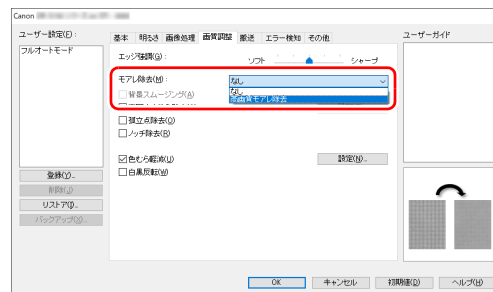 Canon
ユーザー設定(F):
フルオートモード
登録(Y)...
削除(J)
リストア(I)...
バックアップ(X)...
基本 明るさ 画像処理 画質調整 搬送 エラー検知 その他
エッジ強調(G):
ソフト シャープ
モアレ除去(M):
なし
なし
高画質モアレ除去
背景スムージング(A)
孤立点除去(O)
ノッチ除去(R)
色むら軽減(U)
設定(N)...
白黒反転(W)
ユーザーガイド
OK キャンセル 初期値(D) ヘルプ(H)